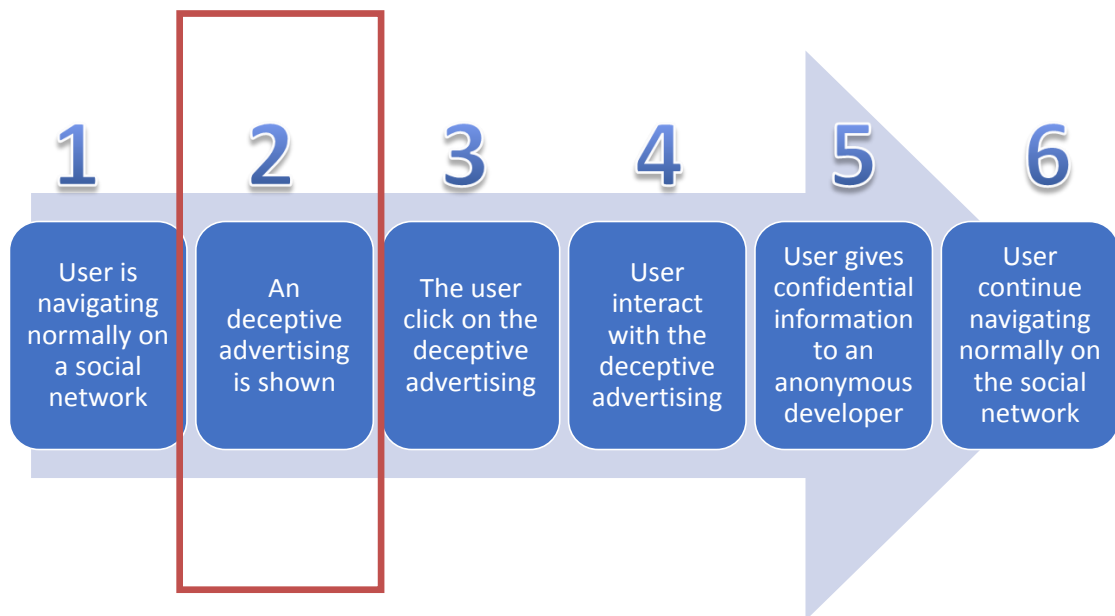 1
User is
navigating
normally on
a social
network
2
An
deceptive
advertising
is shown
3
The user
click on the
deceptive
advertising
4
User
interact
with the
deceptive
advertising
5
User gives
confidential
information
to an
anonymous
developer
6
User
continue
navigating
normally on
the social
network